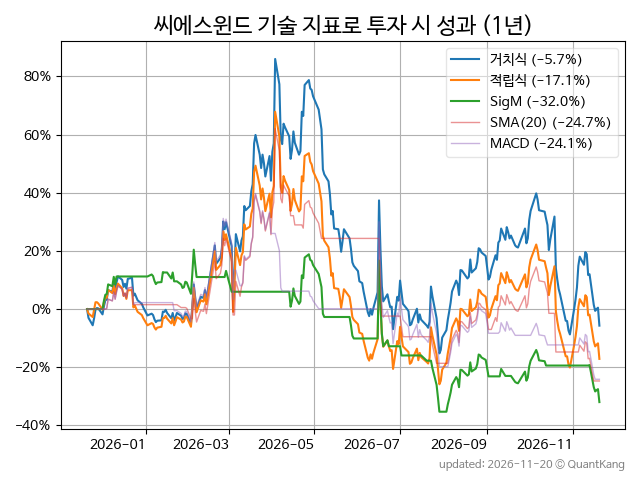 씨에스윈드 기술 지표로 투자 시 성과 (1년)
거치식 (−5.7%)
적립식 (−17.1%)
SigM (−32.0%)
SMA(20) (−24.7%)
MACD (−24.1%)
80%
60%
40%
20%
0%
−20%
−40%
2026-01 2026-03 2026-05 2026-07 2026-09 2026-11
updated: 2026-11-20 © QuantKang